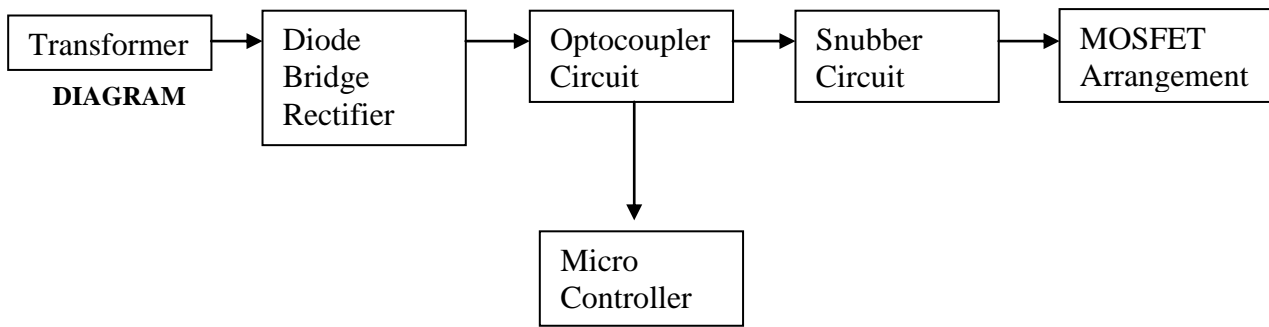 Transformer
DIAGRAM
Diode
Bridge
Rectifier
Optocoupler
Circuit
Snubber
Circuit
MOSFET
Arrangement
Micro
Controller